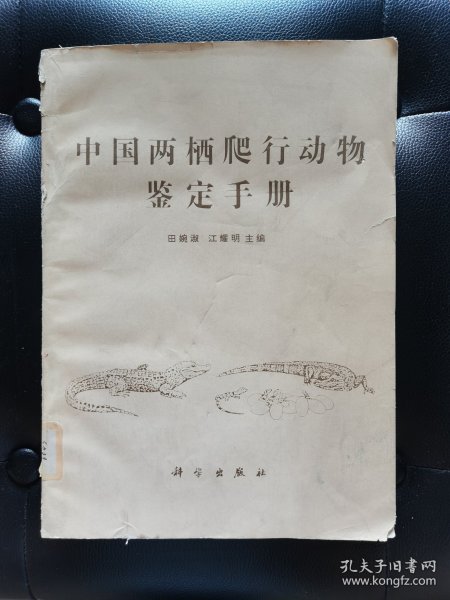 中国两栖爬行动物
鉴定手册
田婉淑 江耀明 主编
科学出版社
孔夫子旧书网
www.kongfz.com